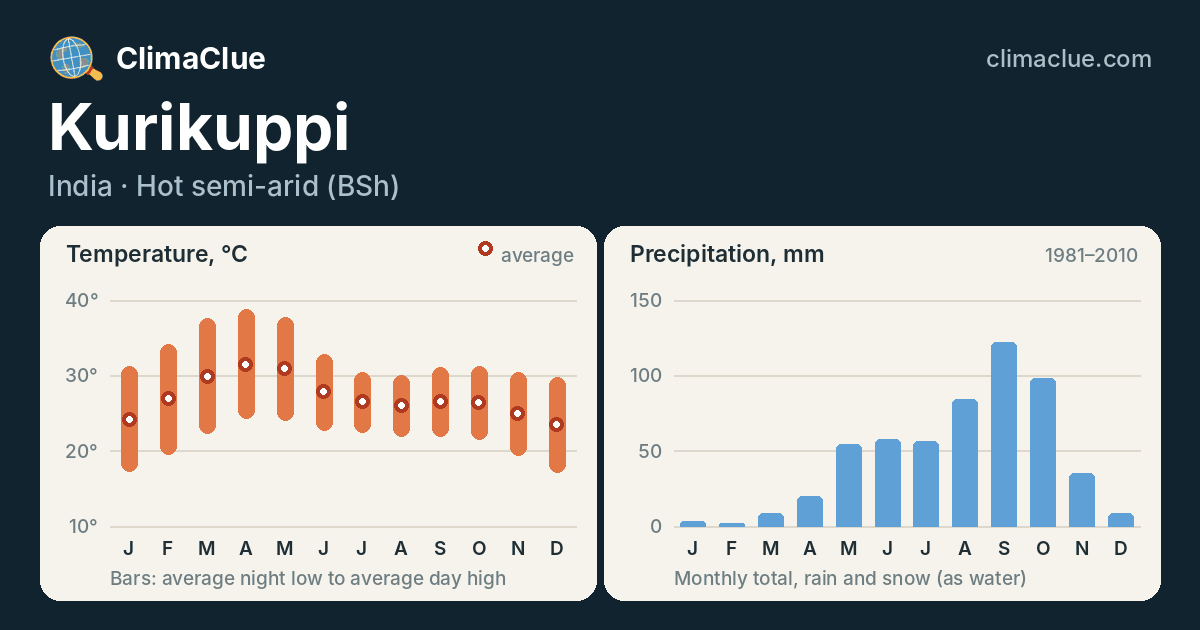 ClimaClue
climaclue.com
Kurikuppi
India · Hot semi-arid (BSh)
Temperature, °C
average
40°
30°
20°
10°
J F M A M J J A S O N D
Bars: average night low to average day high
Precipitation, mm
1981–2010
150
100
50
0
J F M A M J J A S O N D
Monthly total, rain and snow (as water)